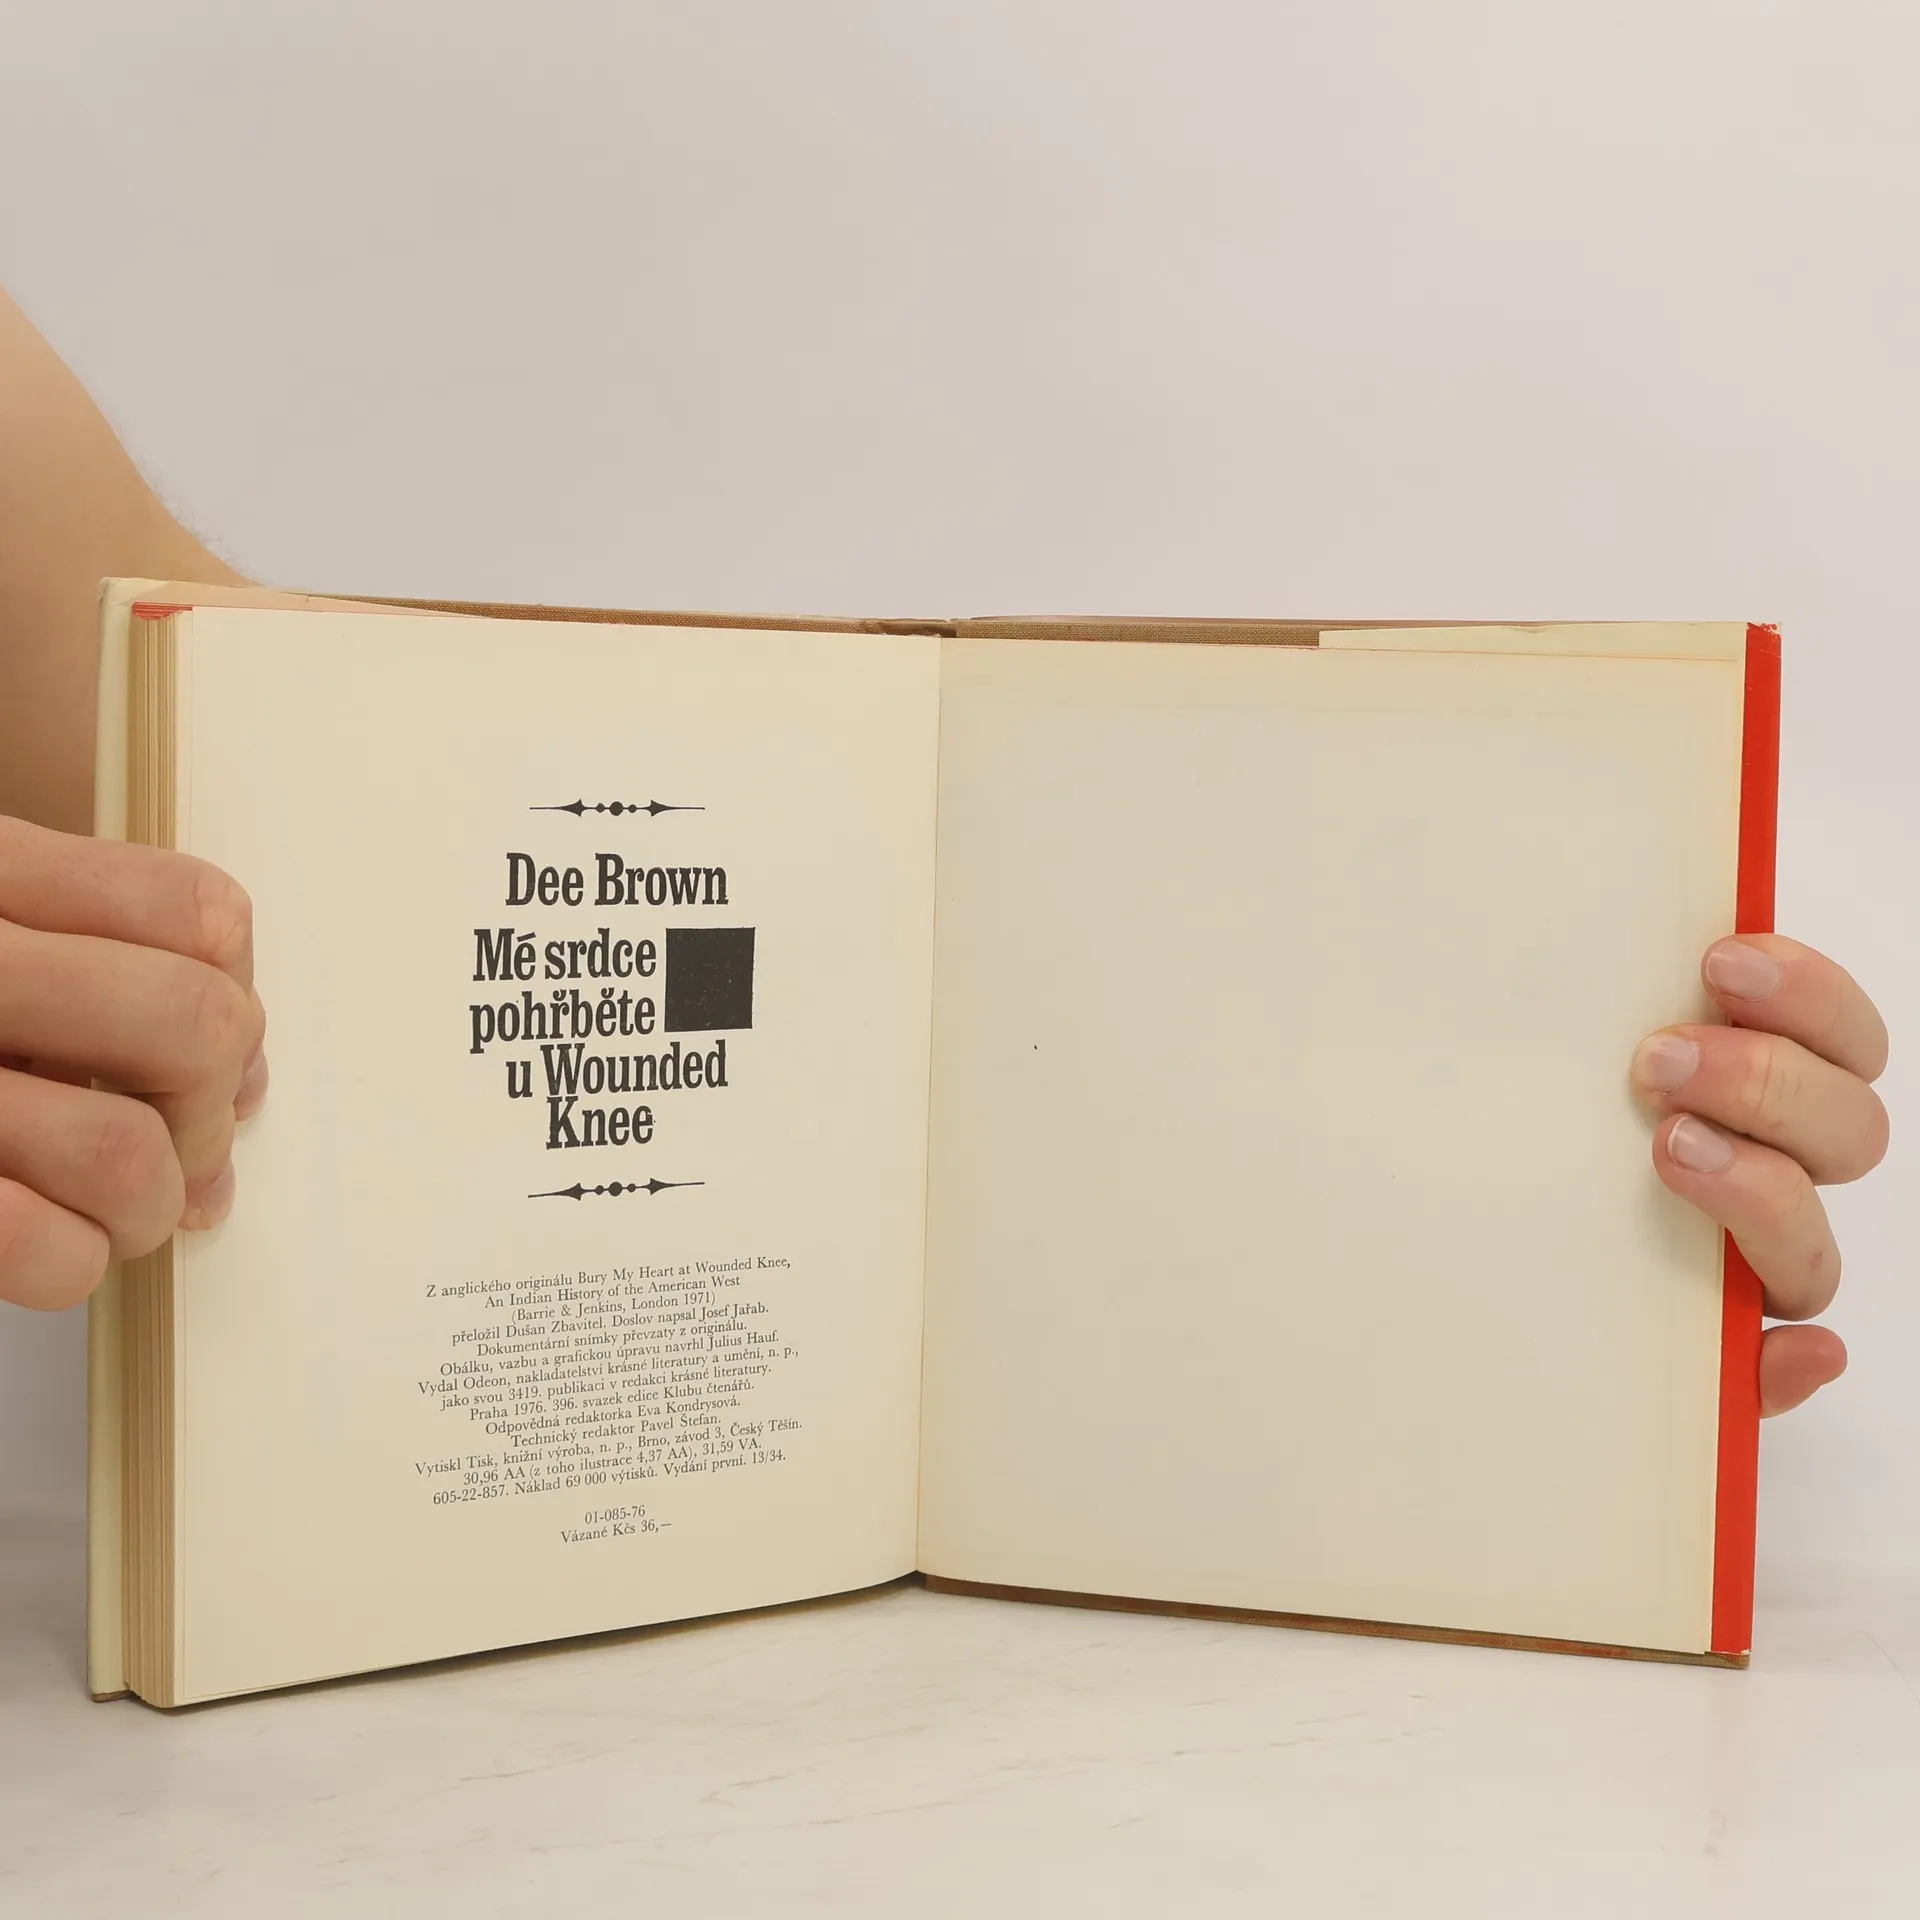 Dee Brown
Mé srdce
pohřběte
u Wounded
Knee
Z anglického originálu Bury My Heart at Wounded Knee,
An Indian History of the American West
(Barrie & Jenkins, London 1971)
přeložil Dušan Zbavitel. Doslov napsal Josef Jařab.
Dokumentární snímky převzaty z originálu.
Obálku, vazbu a grafickou úpravu navrhl Julius Hauf.
Vydal Odeon, nakladatelství krásné literatury a umění, n. p.,
jako svou 3419. publikaci v redakci krásné literatury.
Praha 1976. 396. svazek edice Klubu čtenářů.
Odpovědná redaktorka Eva Kondrysová.
Technický redaktor Pavel Štefan.
Vytiskl Tisk, knižní výroba, n. p., Brno, závod 3, Český Těšín.
30,96 AA (z toho ilustrace 4,37 AA), 31,59 VA.
605-22-857. Náklad 69 000 výtisků. Vydání první. 13/34.
01-085-76
Vázané Kčs 36,—